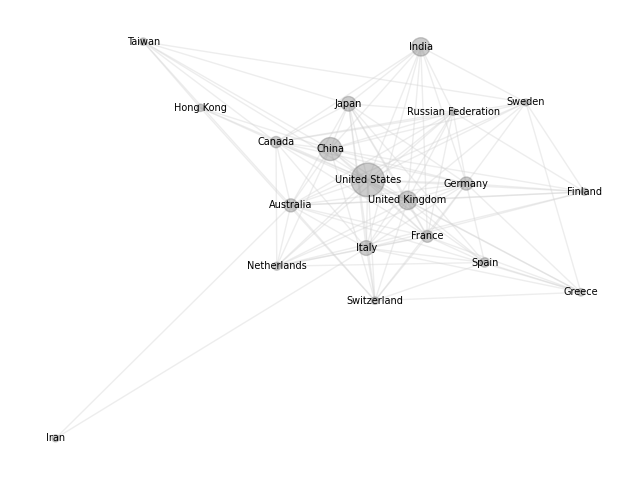 Taiwan
India
Sweden
Japan
Hong Kong
Russian Federation
Canada
China
United States
Germany
Finland
United Kingdom
Australia
France
Italy
Spain
Netherlands
Greece
Switzerland
Iran